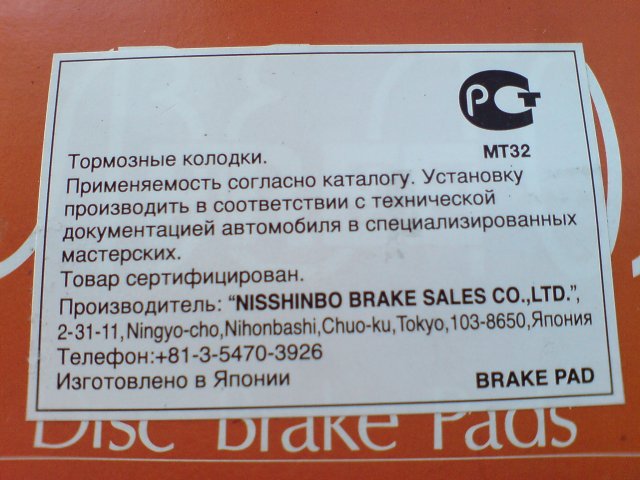 РСТ
МТ32
Тормозные колодки.
Применяемость согласно каталогу. Установку
производить в соответствии с технической
документацией автомобиля в специализированных
мастерских.
Товар сертифицирован.
Производитель: “NISSHINBO BRAKE SALES CO.,LTD.”,
2-31-11,Ningyo-cho,Nihonbashi,Chuo-ku,Tokyo,103-8650,Япония
Телефон:+81-3-5470-3926
Изготовлено в Японии
BRAKE PAD
Disc Brake Pads